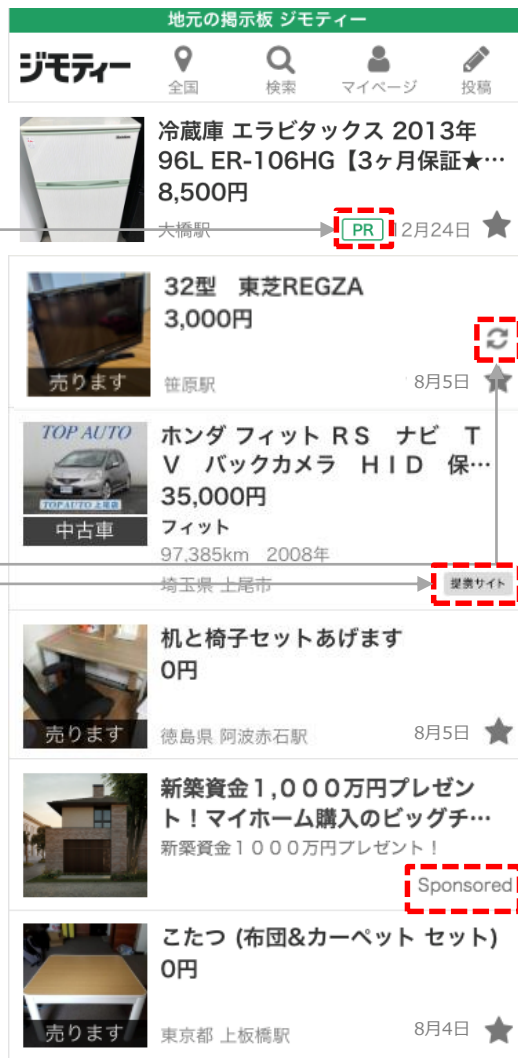 地元の掲示板 ジモティー
ジモティー
全国
検索
マイページ
投稿
冷蔵庫 エラビタックス 2013年
96L ER-106HG【3ヶ月保証★…
8,500円
大橋駅
PR
12月24日
32型　東芝REGZA
3,000円
売ります
笹原駅
8月5日
TOP AUTO
TOPAUTO 上尾店
中古車
ホンダ フィット ＲＳ　ナビ　Ｔ
Ｖ　バックカメラ　ＨＩＤ　保…
35,000円
フィット
97,385km　2008年
埼玉県 上尾市
提携サイト
机と椅子セットあげます
0円
売ります
徳島県 阿波赤石駅
8月5日
新築資金１,０００万円プレゼン
ト！マイホーム購入のビッグチ…
新築資金１０００万円プレゼント！
Sponsored
こたつ (布団&カーペット セット)
0円
売ります
東京都 上板橋駅
8月4日